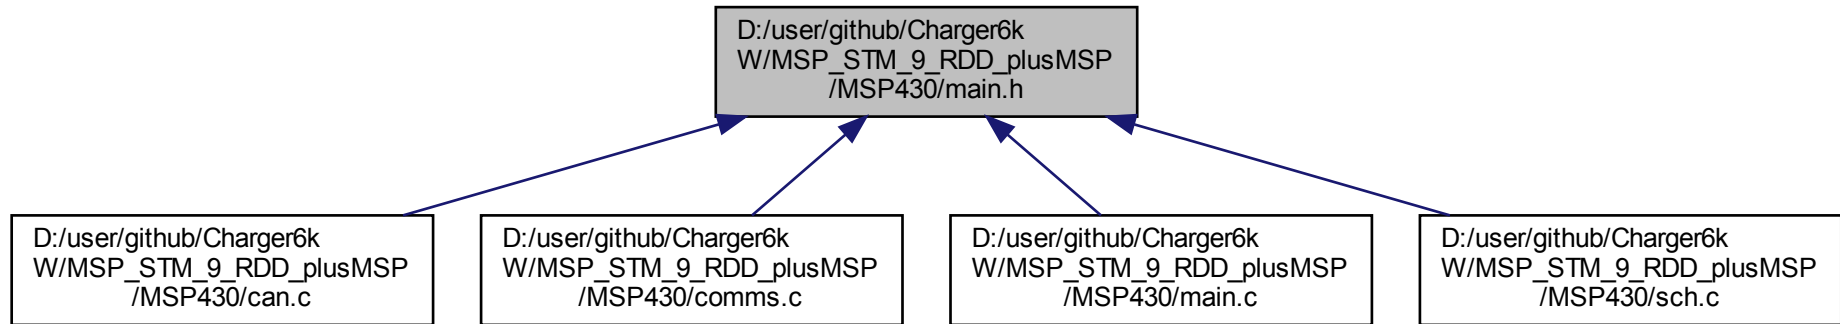 D:/user/github/Charger6k
W/MSP_STM_9_RDD_plusMSP
/MSP430/main.h
D:/user/github/Charger6k
W/MSP_STM_9_RDD_plusMSP
/MSP430/can.c
D:/user/github/Charger6k
W/MSP_STM_9_RDD_plusMSP
/MSP430/comms.c
D:/user/github/Charger6k
W/MSP_STM_9_RDD_plusMSP
/MSP430/main.c
D:/user/github/Charger6k
W/MSP_STM_9_RDD_plusMSP
/MSP430/sch.c